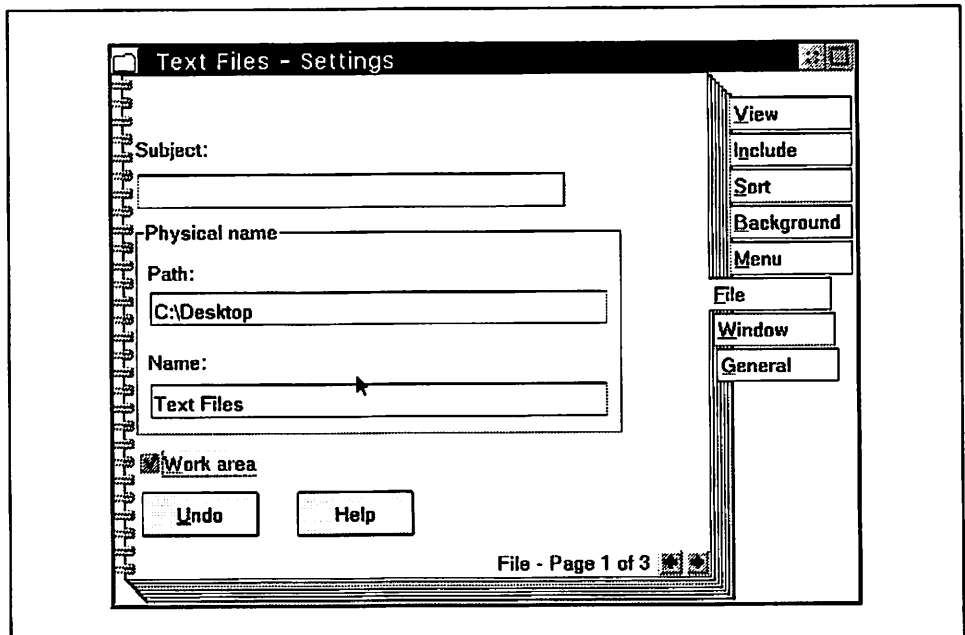 Text Files - Settings
View
Include
Sort
Background
Menu
File
Window
General
Subject:
Physical name
Path:
C:\Desktop
Name:
Text Files
Work area
Undo
Help
File - Page 1 of 3